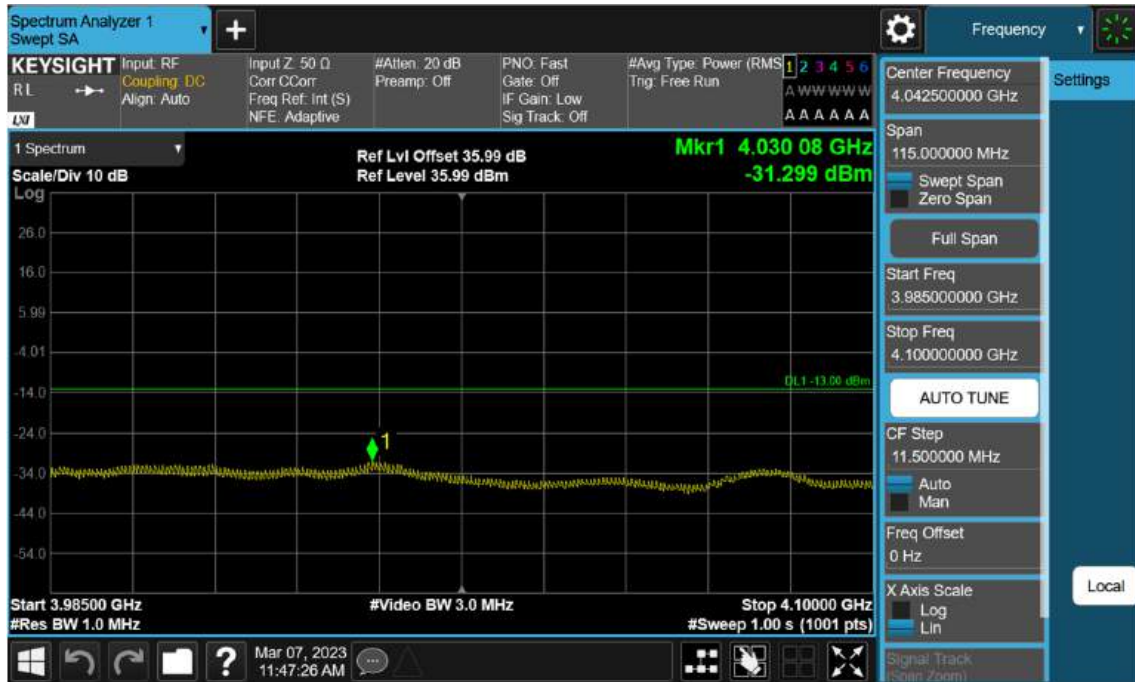 Spectrum Analyzer 1
Swept SA
+
Frequency
KEYSIGHT
RL
LXI
Input: RF
Coupling: DC
Align: Auto
Input Z: 50 Ω
Corr CCorr
Freq Ref: Int (S)
NFE: Adaptive
#Atten: 20 dB
Preamp: Off
PNO: Fast
Gate: Off
IF Gain: Low
Sig Track: Off
#Avg Type: Power (RMS
Trig: Free Run
1 2 3 4 5 6
A W W W W W
A A A A A A
1 Spectrum
Scale/Div 10 dB
Log
Ref Lvl Offset 35.99 dB
Ref Level 35.99 dBm
Mkr1 4.030 08 GHz
-31.299 dBm
26.0
16.0
5.99
-4.01
DL1 -13.00 dBm
-14.0
-24.0
1
-34.0
-44.0
-54.0
Start 3.98500 GHz
#Res BW 1.0 MHz
#Video BW 3.0 MHz
Stop 4.10000 GHz
#Sweep 1.00 s (1001 pts)
Center Frequency
4.042500000 GHz
Span
115.000000 MHz
Swept Span
Zero Span
Full Span
Start Freq
3.985000000 GHz
Stop Freq
4.100000000 GHz
AUTO TUNE
CF Step
11.500000 MHz
Auto
Man
Freq Offset
0 Hz
X Axis Scale
Log
Lin
Signal Track
(Span Zoom)
Settings
Local
?
Mar 07, 2023
11:47:26 AM